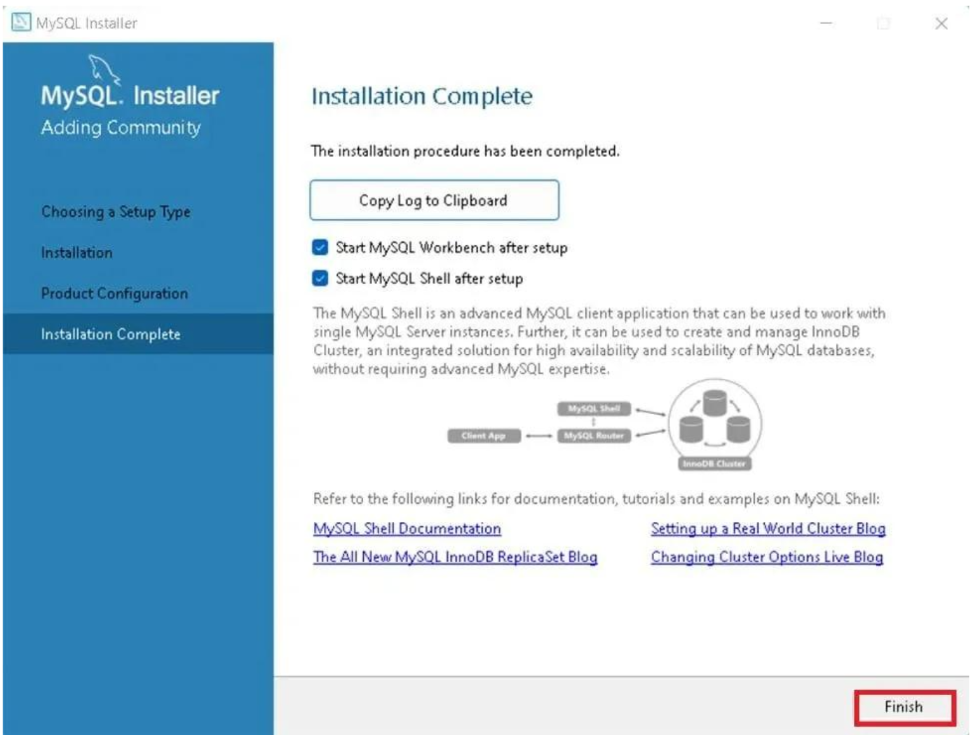 MySQL Installer
MySQL. Installer
Adding Community
Choosing a Setup Type
Installation
Product Configuration
Installation Complete
Installation Complete
The installation procedure has been completed.
Copy Log to Clipboard
Start MySQL Workbench after setup
Start MySQL Shell after setup
The MySQL Shell is an advanced MySQL client application that can be used to work with
single MySQL Server instances. Further, it can be used to create and manage InnoDB
Cluster, an integrated solution for high availability and scalability of MySQL databases,
without requiring advanced MySQL expertise.
MySQL Shell
Client App
MySQL Router
InnoDB Cluster
Refer to the following links for documentation, tutorials and examples on MySQL Shell:
MySQL Shell Documentation
Setting up a Real World Cluster Blog
The All New MySQL InnoDB ReplicaSet Blog
Changing Cluster Options Live Blog
Finish